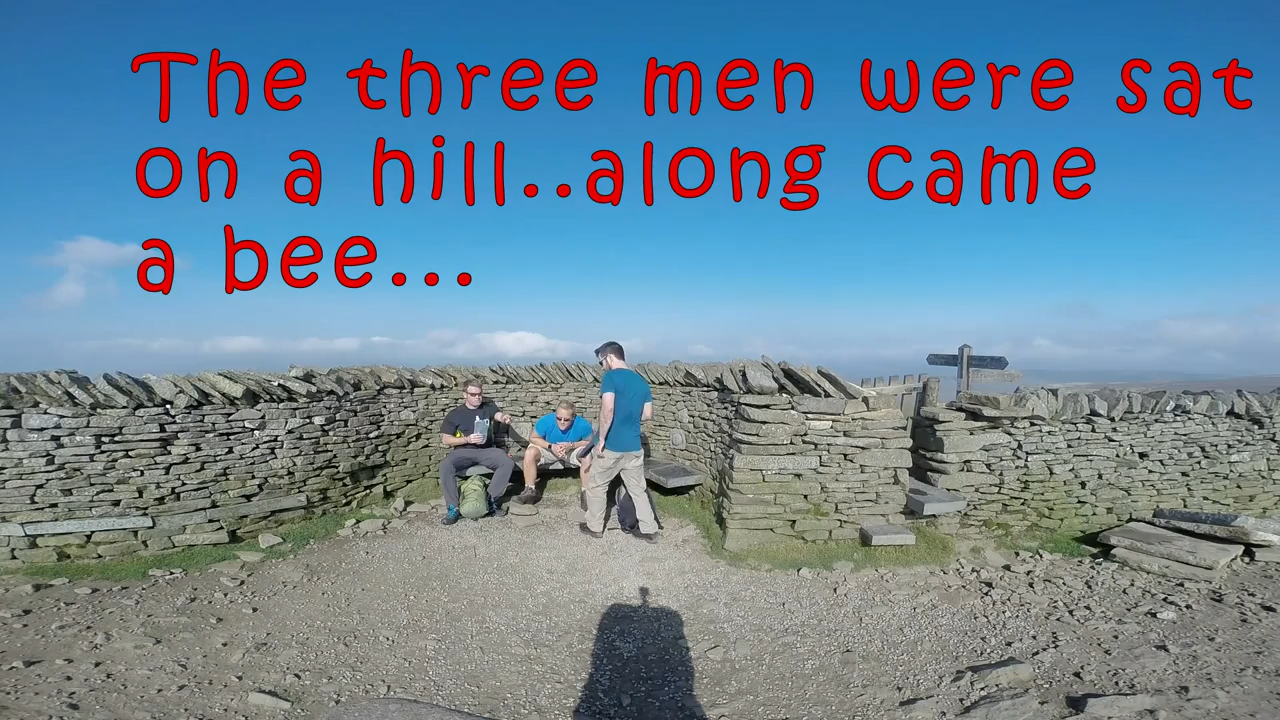 The three men were sat
on a hill..along came
a bee...